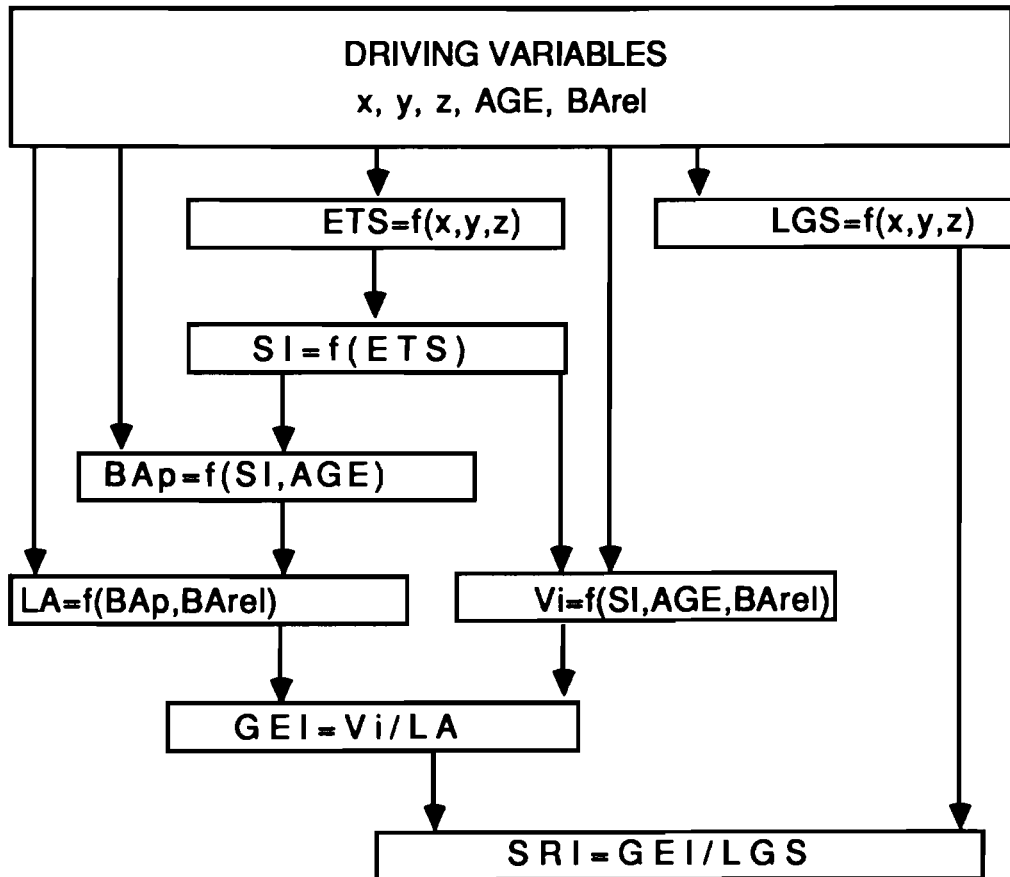 DRIVING VARIABLES
x, y, z, AGE, BArel
ETS=f(x,y,z)
LGS=f(x,y,z)
SI=f(ETS)
BAp=f(SI,AGE)
LA=f(BAp,BArel)
Vi=f(SI,AGE,BArel)
GEI=Vi/LA
SRI=GEI/LGS